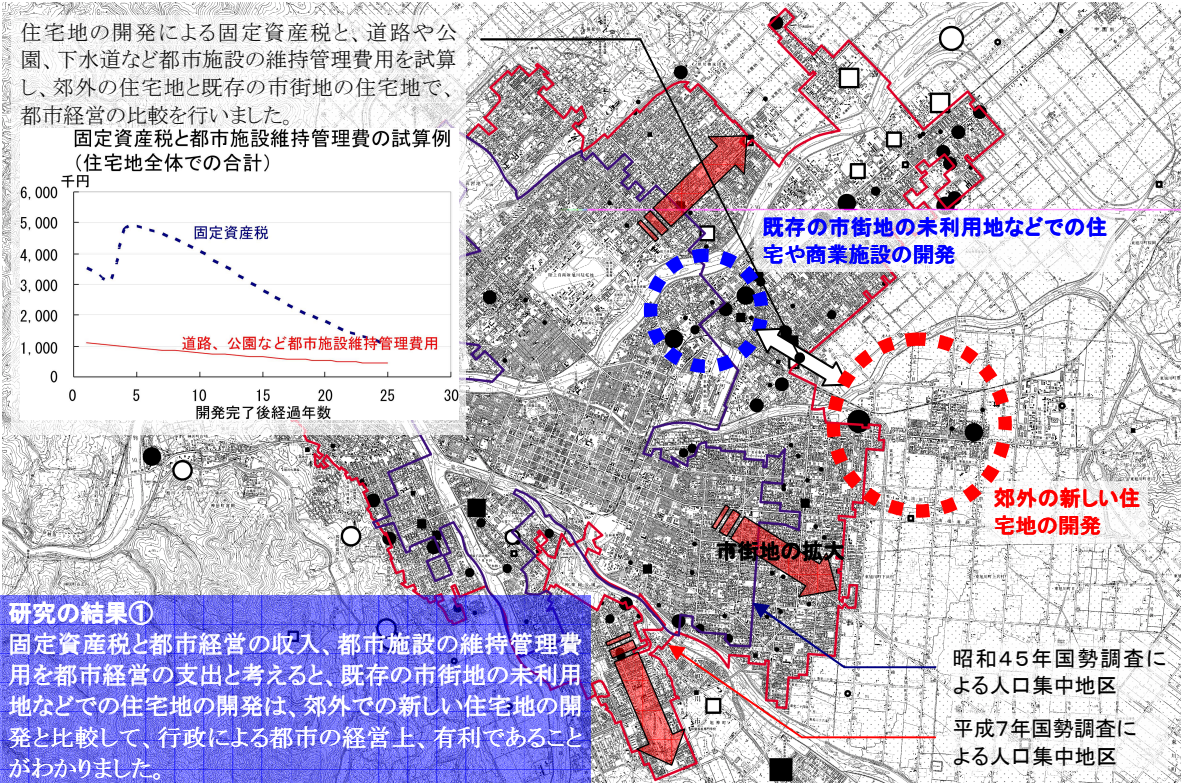 住宅地の開発による固定資産税と、道路や公
園、下水道など都市施設の維持管理費用を試算
し、郊外の住宅地と既存の市街地の住宅地で、
都市経営の比較を行いました。
固定資産税と都市施設維持管理費の試算例
（住宅地全体での合計）
千円
6,000
5,000
4,000
3,000
2,000
1,000
0
固定資産税
道路、公園など都市施設維持管理費用
0 5 10 15 20 25 30
開発完了後経過年数
既存の市街地の未利用地などでの住
宅や商業施設の開発
郊外の新しい住
宅地の開発
市街地の拡大
研究の結果①
固定資産税と都市経営の収入、都市施設の維持管理費
用を都市経営の支出と考えると、既存の市街地の未利用
地などでの住宅地の開発は、郊外での新しい住宅地の開
発と比較して、行政による都市の経営上、有利であること
がわかりました。
昭和４５年国勢調査に
よる人口集中地区
平成７年国勢調査に
よる人口集中地区